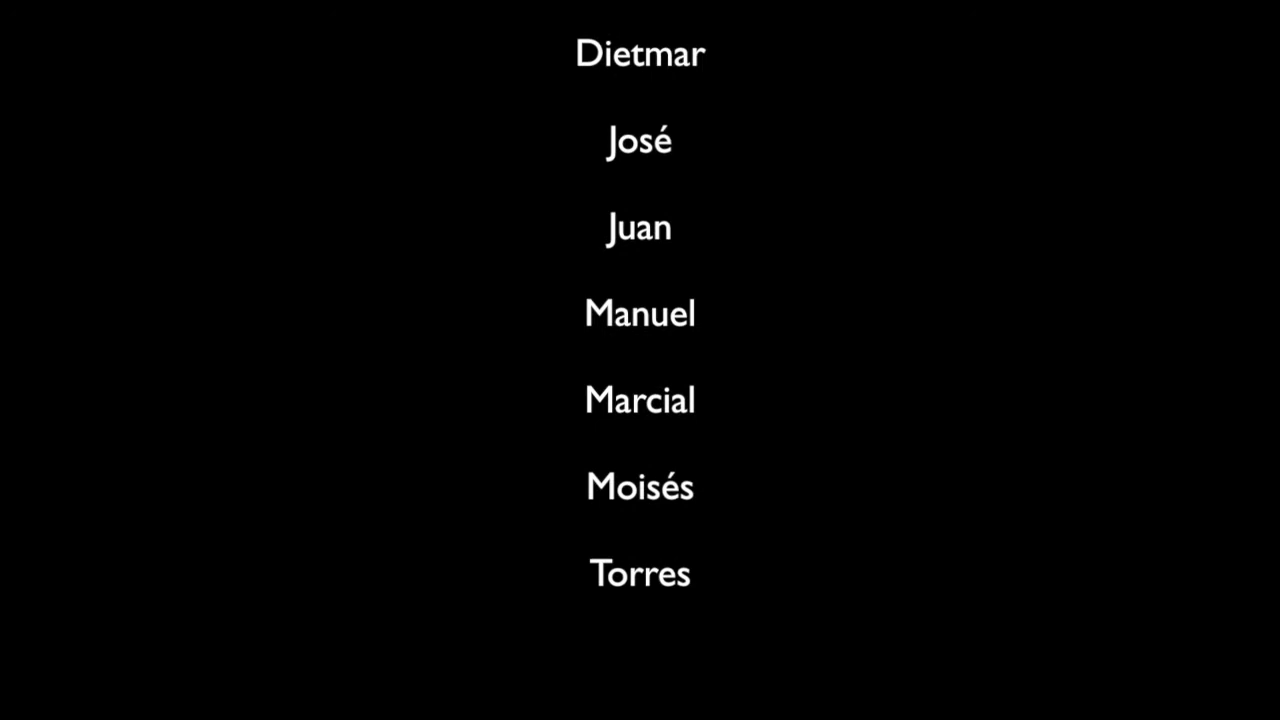 Dietmar
José
Juan
Manuel
Marcial
Moisés
Torres